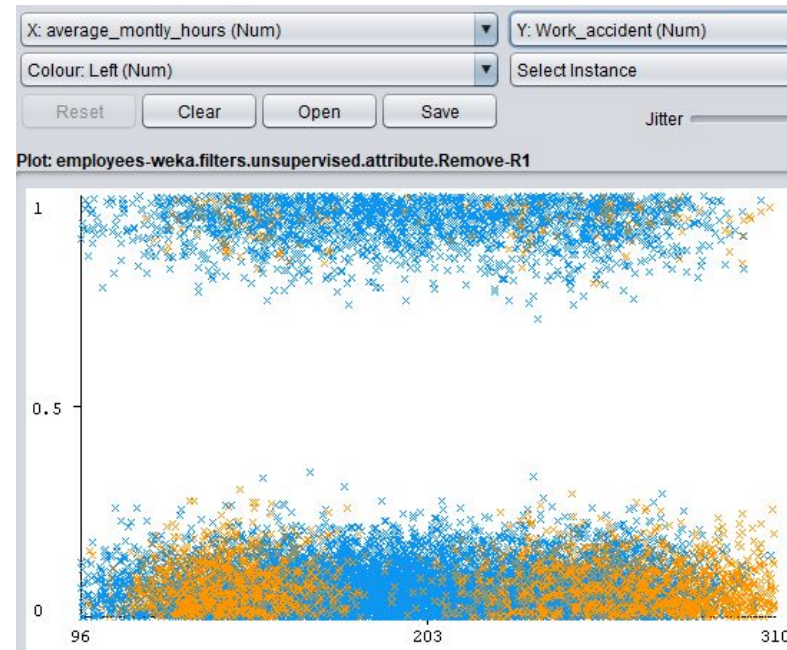 X: average_montly_hours (Num)
Y: Work_accident (Num)
Colour: Left (Num)
Select Instance
Reset
Clear
Open
Save
Jitter
Plot: employees-weka.filters.unsupervised.attribute.Remove-R1
1
0.5
0
96
203
310